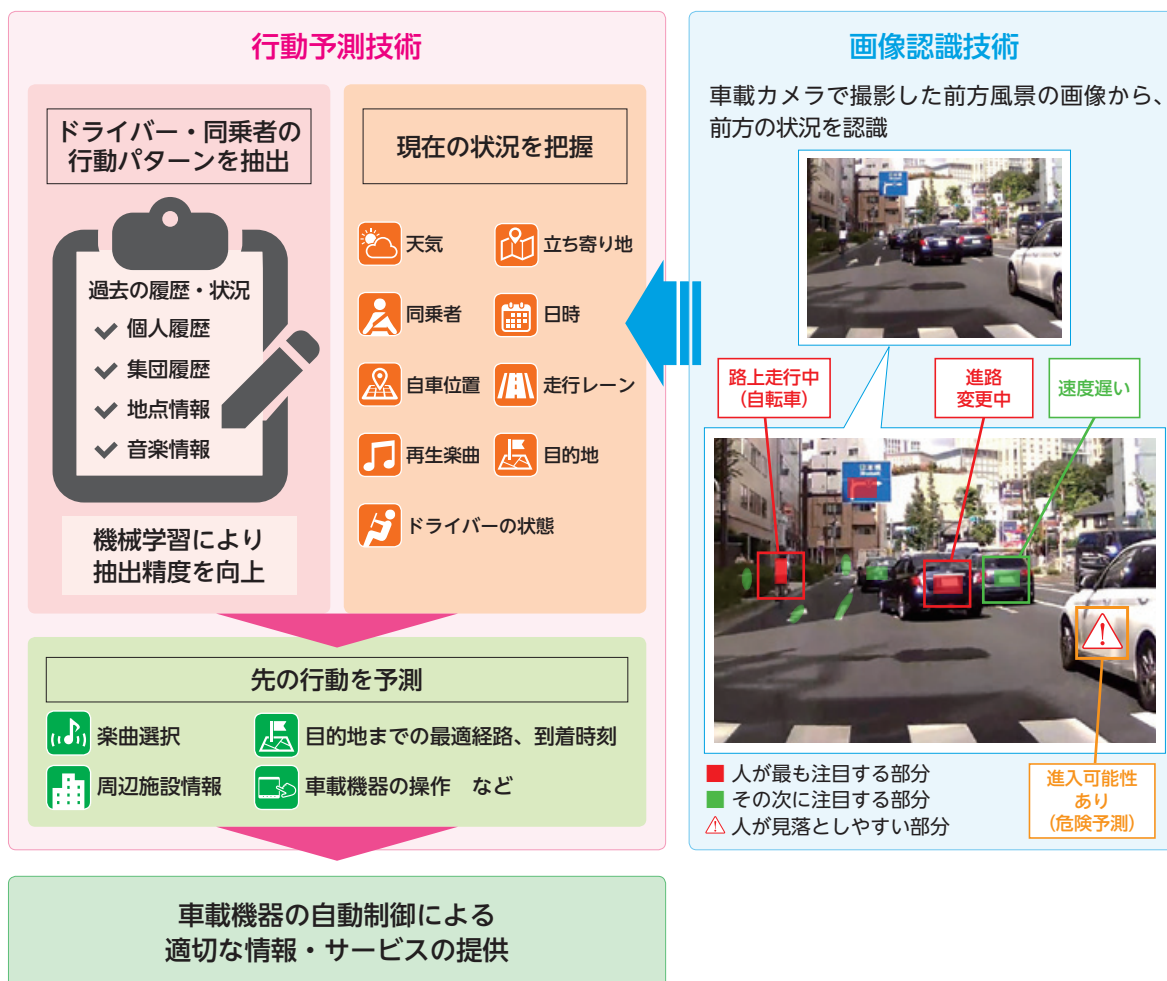 行動予測技術
ドライバー・同乗者の
行動パターンを抽出
過去の履歴・状況
個人履歴
集団履歴
地点情報
音楽情報
機械学習により
抽出精度を向上
現在の状況を把握
天気
立ち寄り地
同乗者
日時
自車位置
走行レーン
再生楽曲
目的地
ドライバーの状態
先の行動を予測
楽曲選択
目的地までの最適経路、到着時刻
周辺施設情報
車載機器の操作 など
車載機器の自動制御による
適切な情報・サービスの提供
画像認識技術
車載カメラで撮影した前方風景の画像から、
前方の状況を認識
路上走行中
(自転車)
進路
変更中
速度遅い
人が最も注目する部分
その次に注目する部分
人が見落としやすい部分
進入可能性
あり
(危険予測)